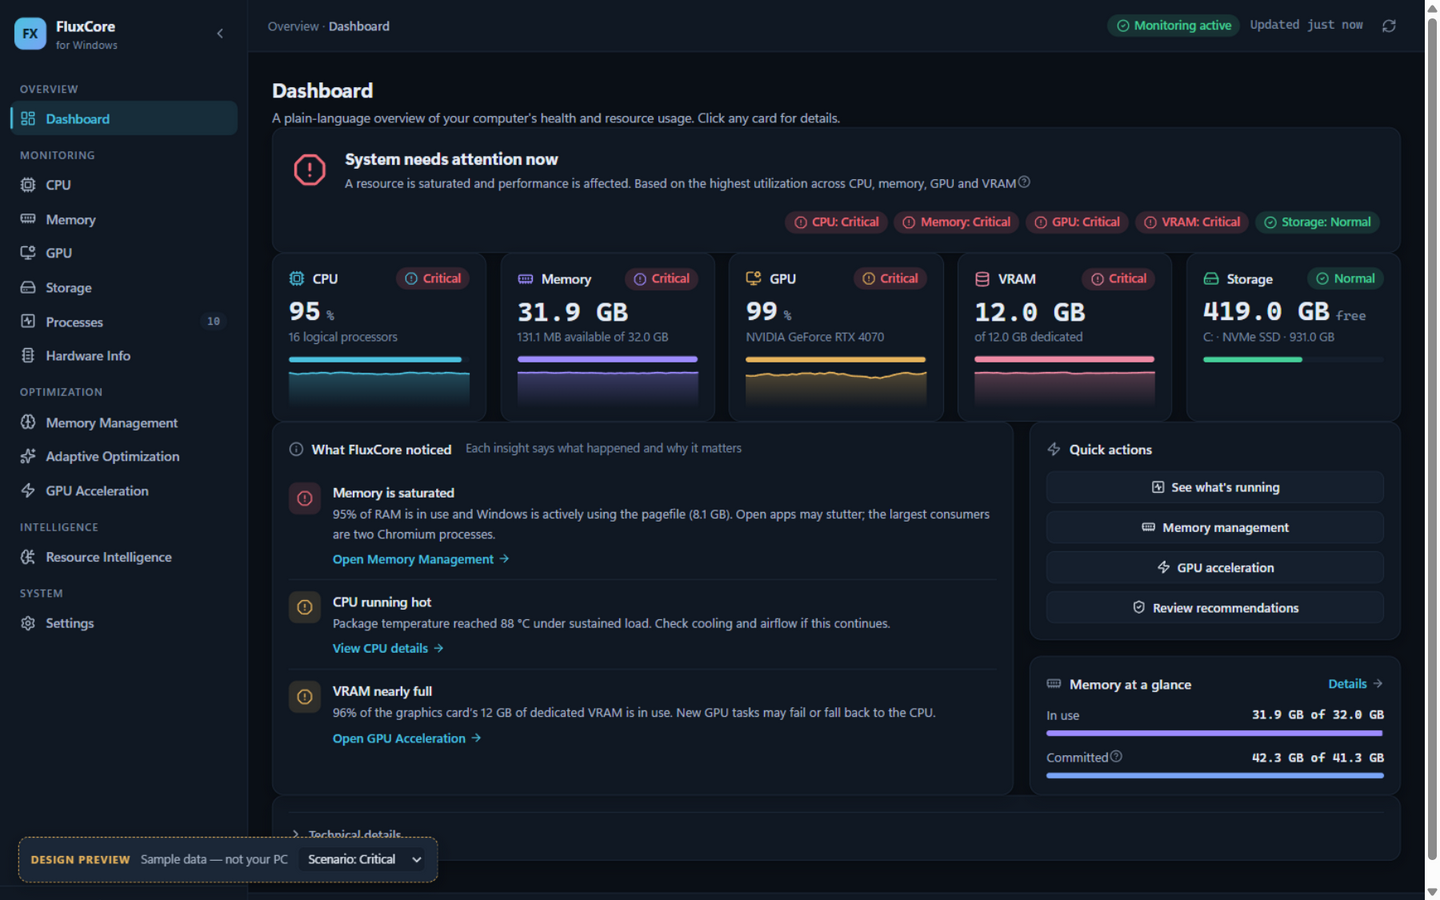 FX
FluxCore
for Windows
OVERVIEW
Dashboard
MONITORING
CPU
Memory
GPU
Storage
Processes 10
Hardware Info
OPTIMIZATION
Memory Management
Adaptive Optimization
GPU Acceleration
INTELLIGENCE
Resource Intelligence
SYSTEM
Settings
Overview · Dashboard
Monitoring active
Updated just now
Dashboard
A plain-language overview of your computer's health and resource usage. Click any card for details.
System needs attention now
A resource is saturated and performance is affected. Based on the highest utilization across CPU, memory, GPU and VRAM
CPU: Critical
Memory: Critical
GPU: Critical
VRAM: Critical
Storage: Normal
CPU Critical
95 %
16 logical processors
Memory Critical
31.9 GB
131.1 MB available of 32.0 GB
GPU Critical
99 %
NVIDIA GeForce RTX 4070
VRAM Critical
12.0 GB
of 12.0 GB dedicated
Storage Normal
419.0 GB free
C: · NVMe SSD · 931.0 GB
What FluxCore noticed Each insight says what happened and why it matters
Memory is saturated
95% of RAM is in use and Windows is actively using the pagefile (8.1 GB). Open apps may stutter; the largest consumers
are two Chromium processes.
Open Memory Management →
CPU running hot
Package temperature reached 88 °C under sustained load. Check cooling and airflow if this continues.
View CPU details →
VRAM nearly full
96% of the graphics card's 12 GB of dedicated VRAM is in use. New GPU tasks may fail or fall back to the CPU.
Open GPU Acceleration →
Quick actions
See what's running
Memory management
GPU acceleration
Review recommendations
Memory at a glance Details →
In use 31.9 GB of 32.0 GB
Committed 42.3 GB of 41.3 GB
Technical details
DESIGN PREVIEW Sample data — not your PC Scenario: Critical